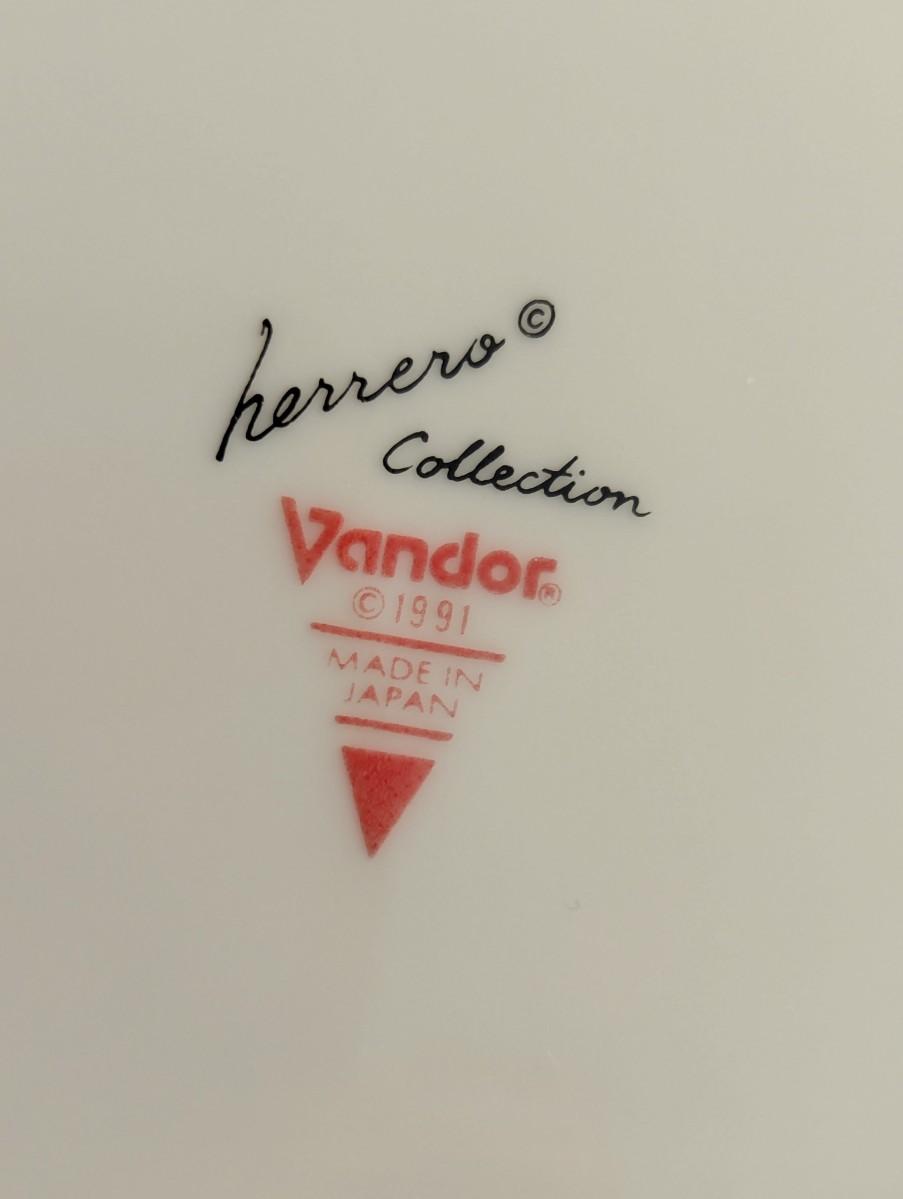 herrero©
Collection
Vandor®
©1991
MADE IN
JAPAN